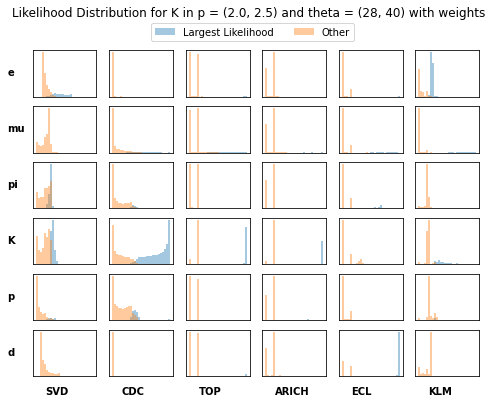 Likelihood Distribution for K in p = (2.0, 2.5) and theta = (28, 40) with weights
Largest Likelihood Other
e
mu
pi
K
p
d
SVD CDC TOP ARICH ECL KLM